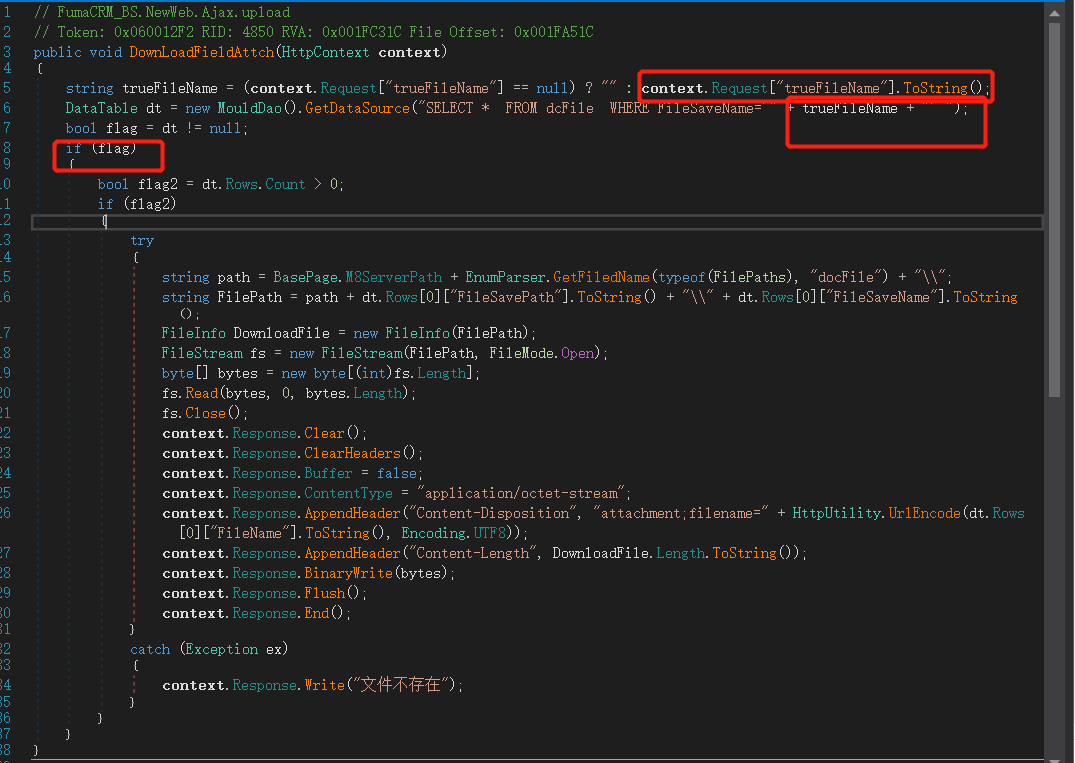 1 // FumaCRM_BS.NewWeb.Ajax.upload
2 // Token: 0x060012F2 RID: 4850 RVA: 0x001FC31C File Offset: 0x001FA51C
3 public void DownLoadFieldAttch(HttpContext context)
4 {
5 string trueFileName = (context.Request["trueFileName"] == null) ? "" : context.Request["trueFileName"].ToString();
6 DataTable dt = new MouldDao().GetDataSource("SELECT *  FROM dcFile  WHERE FileSaveName= + trueFileName + ");
7 bool flag = dt != null;
8 if (flag)
9 {
10 bool flag2 = dt.Rows.Count > 0;
11 if (flag2)
12 {
13 try
14 {
15 string path = BasePage.M8ServerPath + EnumParser.GetFiledName(typeof(FilePaths), "docFile") + "\\";
16 string FilePath = path + dt.Rows[0]["FileSavePath"].ToString() + "\\" + dt.Rows[0]["FileSaveName"].ToString
();
17 FileInfo DownloadFile = new FileInfo(FilePath);
18 FileStream fs = new FileStream(FilePath, FileMode.Open);
19 byte[] bytes = new byte[(int)fs.Length];
20 fs.Read(bytes, 0, bytes.Length);
21 fs.Close();
22 context.Response.Clear();
23 context.Response.ClearHeaders();
24 context.Response.Buffer = false;
25 context.Response.ContentType = "application/octet-stream";
26 context.Response.AppendHeader("Content-Disposition", "attachment;filename=" + HttpUtility.UrlEncode(dt.Rows
[0]["FileName"].ToString(), Encoding.UTF8));
27 context.Response.AppendHeader("Content-Length", DownloadFile.Length.ToString());
28 context.Response.BinaryWrite(bytes);
29 context.Response.Flush();
30 context.Response.End();
31 }
32 catch (Exception ex)
33 {
34 context.Response.Write("文件不存在");
35 }
36 }
37 }
38 }